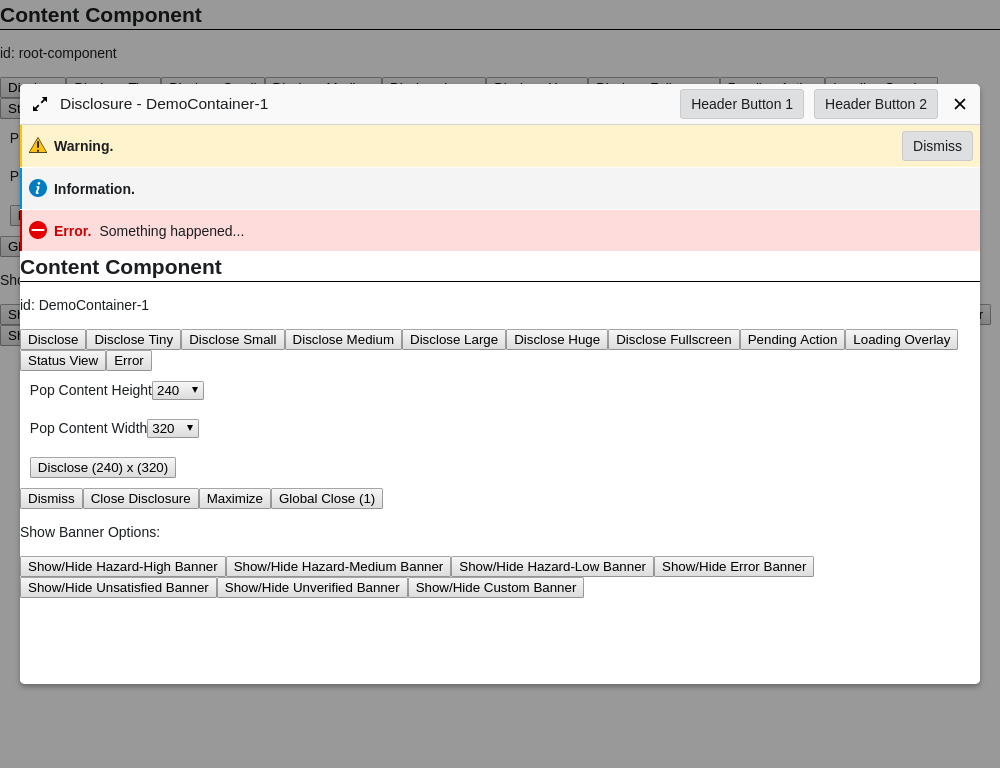 Content Component
id: root-component
Disclosure - DemoContainer-1
Header Button 1
Header Button 2
Warning.
Dismiss
Information.
Error. Something happened...
Content Component
id: DemoContainer-1
Disclose Disclose Tiny Disclose Small Disclose Medium Disclose Large Disclose Huge Disclose Fullscreen Pending Action Loading Overlay
Status View Error
Pop Content Height 240
Pop Content Width 320
Disclose (240) x (320)
Dismiss Close Disclosure Maximize Global Close (1)
Show Banner Options:
Show/Hide Hazard-High Banner Show/Hide Hazard-Medium Banner Show/Hide Hazard-Low Banner Show/Hide Error Banner
Show/Hide Unsatisfied Banner Show/Hide Unverified Banner Show/Hide Custom Banner